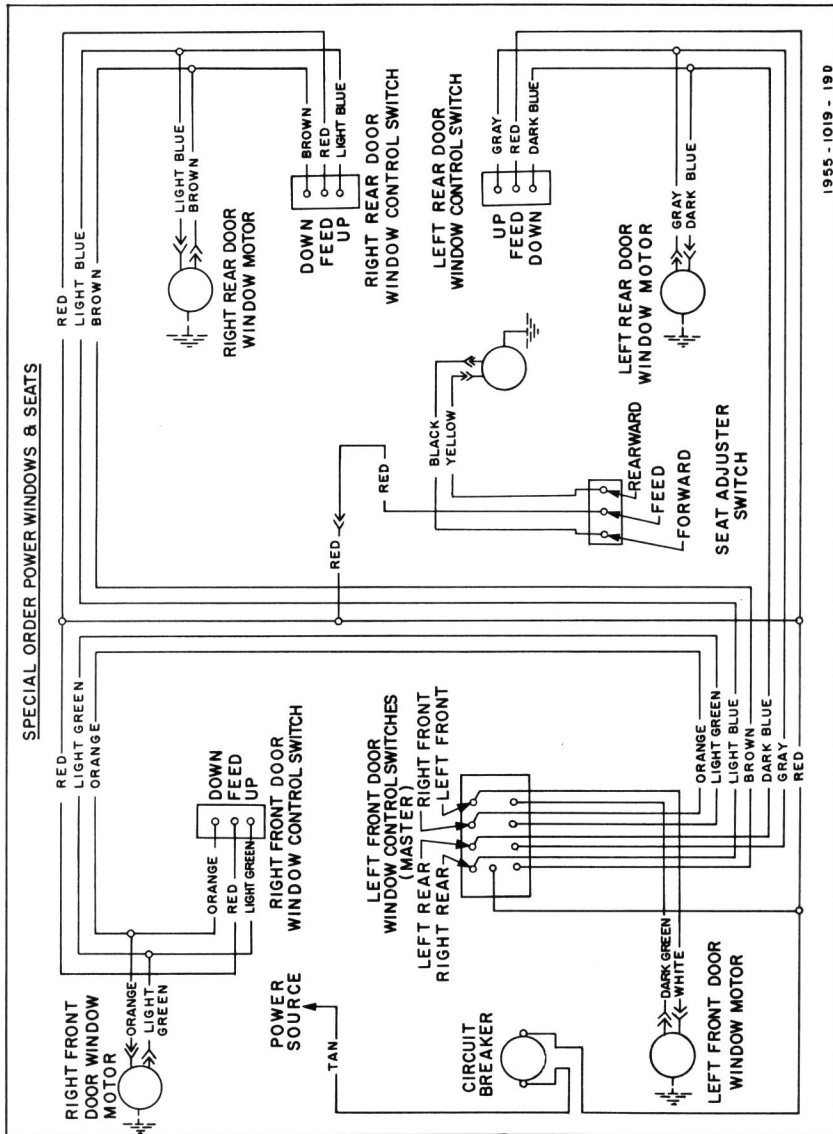 SPECIAL ORDER POWER WINDOWS & SEATS
RED
LIGHT GREEN
ORANGE
RED
LIGHT BLUE
BROWN
RIGHT FRONT
DOOR WINDOW
MOTOR
ORANGE
LIGHT
GREEN
ORANGE
RED
LIGHT GREEN
DOWN
FEED
UP
RIGHT FRONT DOOR
WINDOW CONTROL SWITCH
LIGHT BLUE
BROWN
RIGHT REAR DOOR
WINDOW MOTOR
BROWN
RED
LIGHT BLUE
DOWN
FEED
UP
RIGHT REAR DOOR
WINDOW CONTROL SWITCH
POWER
SOURCE
TAN
RED
RED
BLACK
YELLOW
LEFT REAR DOOR
WINDOW CONTROL SWITCH
UP
FEED
DOWN
GRAY
RED
DARK BLUE
LEFT FRONT DOOR
WINDOW CONTROL SWITCHES
(MASTER)
LEFT REAR
RIGHT REAR
RIGHT FRONT
LEFT FRONT
REARWARD
FEED
FORWARD
SEAT ADJUSTER
SWITCH
CIRCUIT
BREAKER
DARK GREEN
WHITE
LEFT FRONT DOOR
WINDOW MOTOR
ORANGE
LIGHT GREEN
LIGHT BLUE
BROWN
DARK BLUE
GRAY
RED
GRAY
DARK BLUE
LEFT REAR DOOR
WINDOW MOTOR
1955 - 1019 - 190